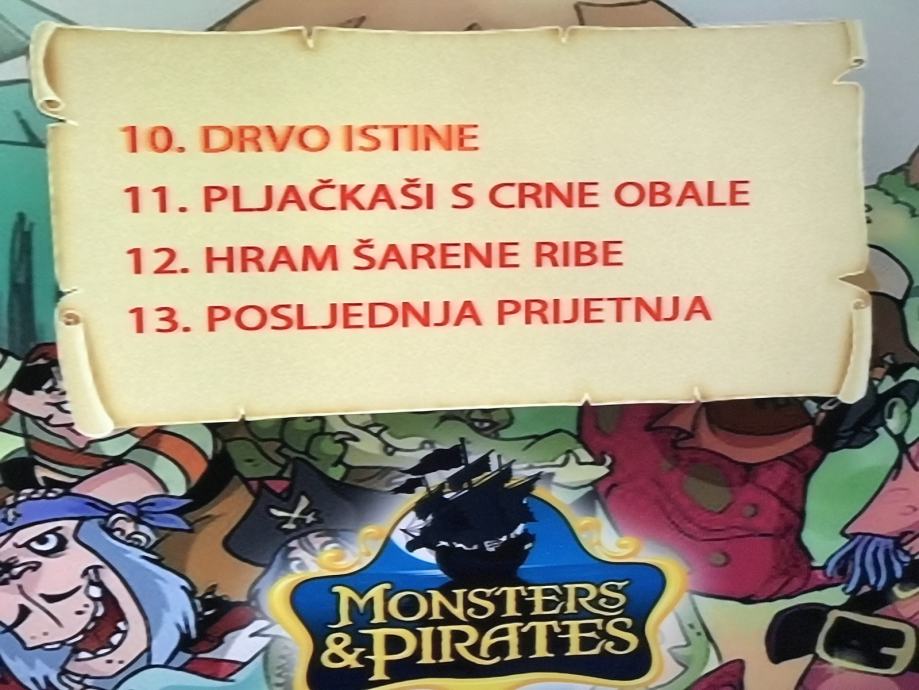 10. DRVO ISTINE
11. PLJAČKAŠI S CRNE OBALE
12. HRAM ŠARENE RIBE
13. POSLJEDNJA PRIJETNJA
MONSTERS
& PIRATES